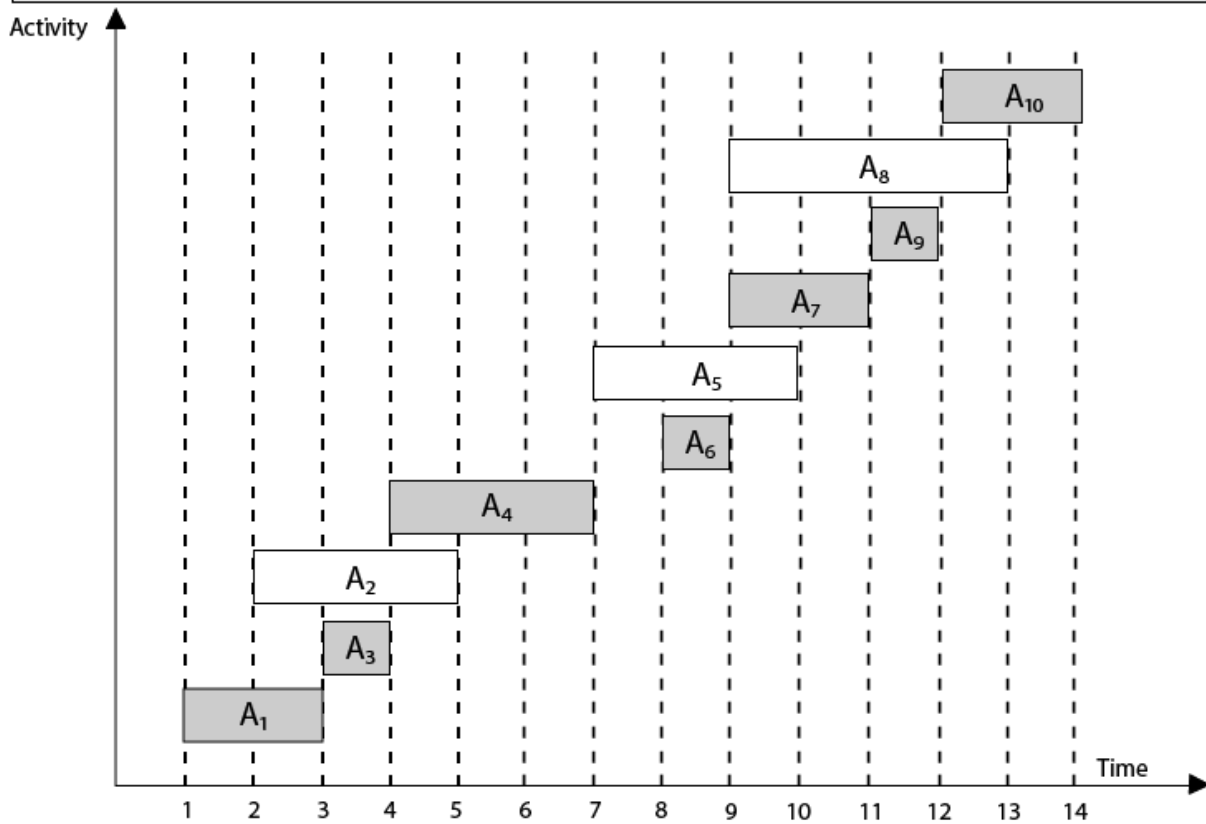 Activity
A₁₀
A₈
A₉
A₇
A₅
A₆
A₄
A₂
A₃
A₁
Time
1 2 3 4 5 6 7 8 9 10 11 12 13 14